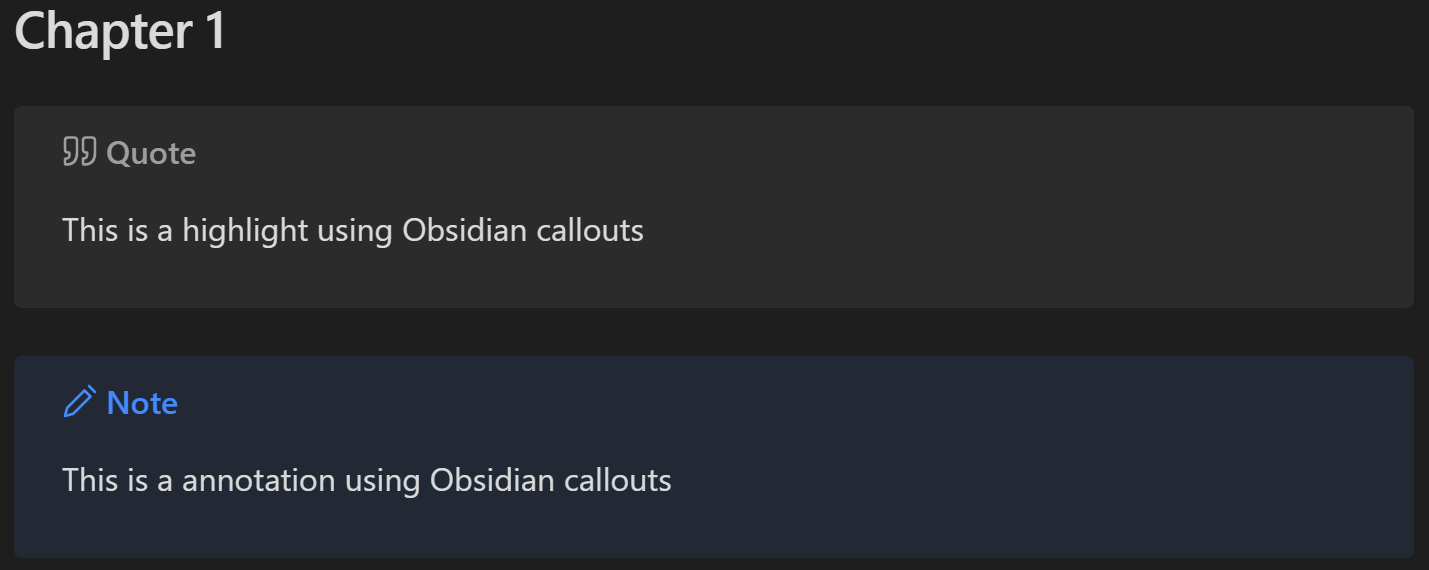 Chapter 1
Quote
This is a highlight using Obsidian callouts
Note
This is a annotation using Obsidian callouts